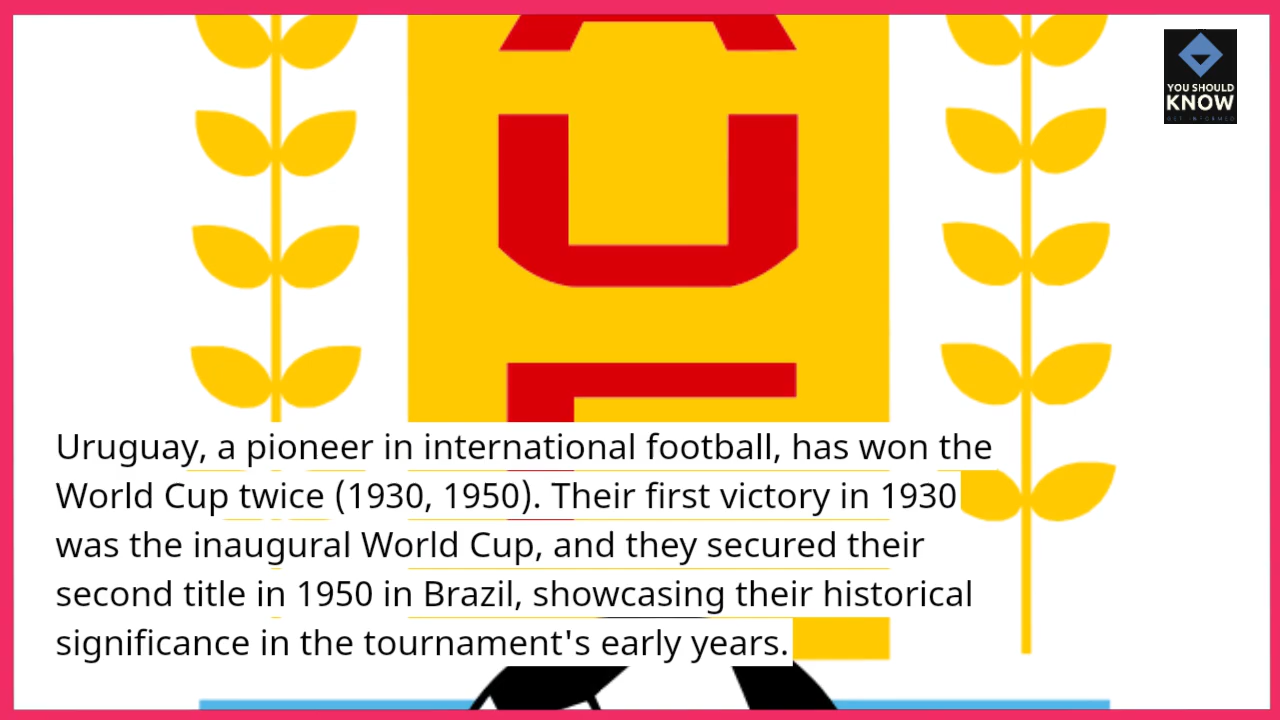 YOU SHOULD
KNOW
GET INFORMED
Uruguay, a pioneer in international football, has won the
World Cup twice (1930, 1950). Their first victory in 1930
was the inaugural World Cup, and they secured their
second title in 1950 in Brazil, showcasing their historical
significance in the tournament's early years.